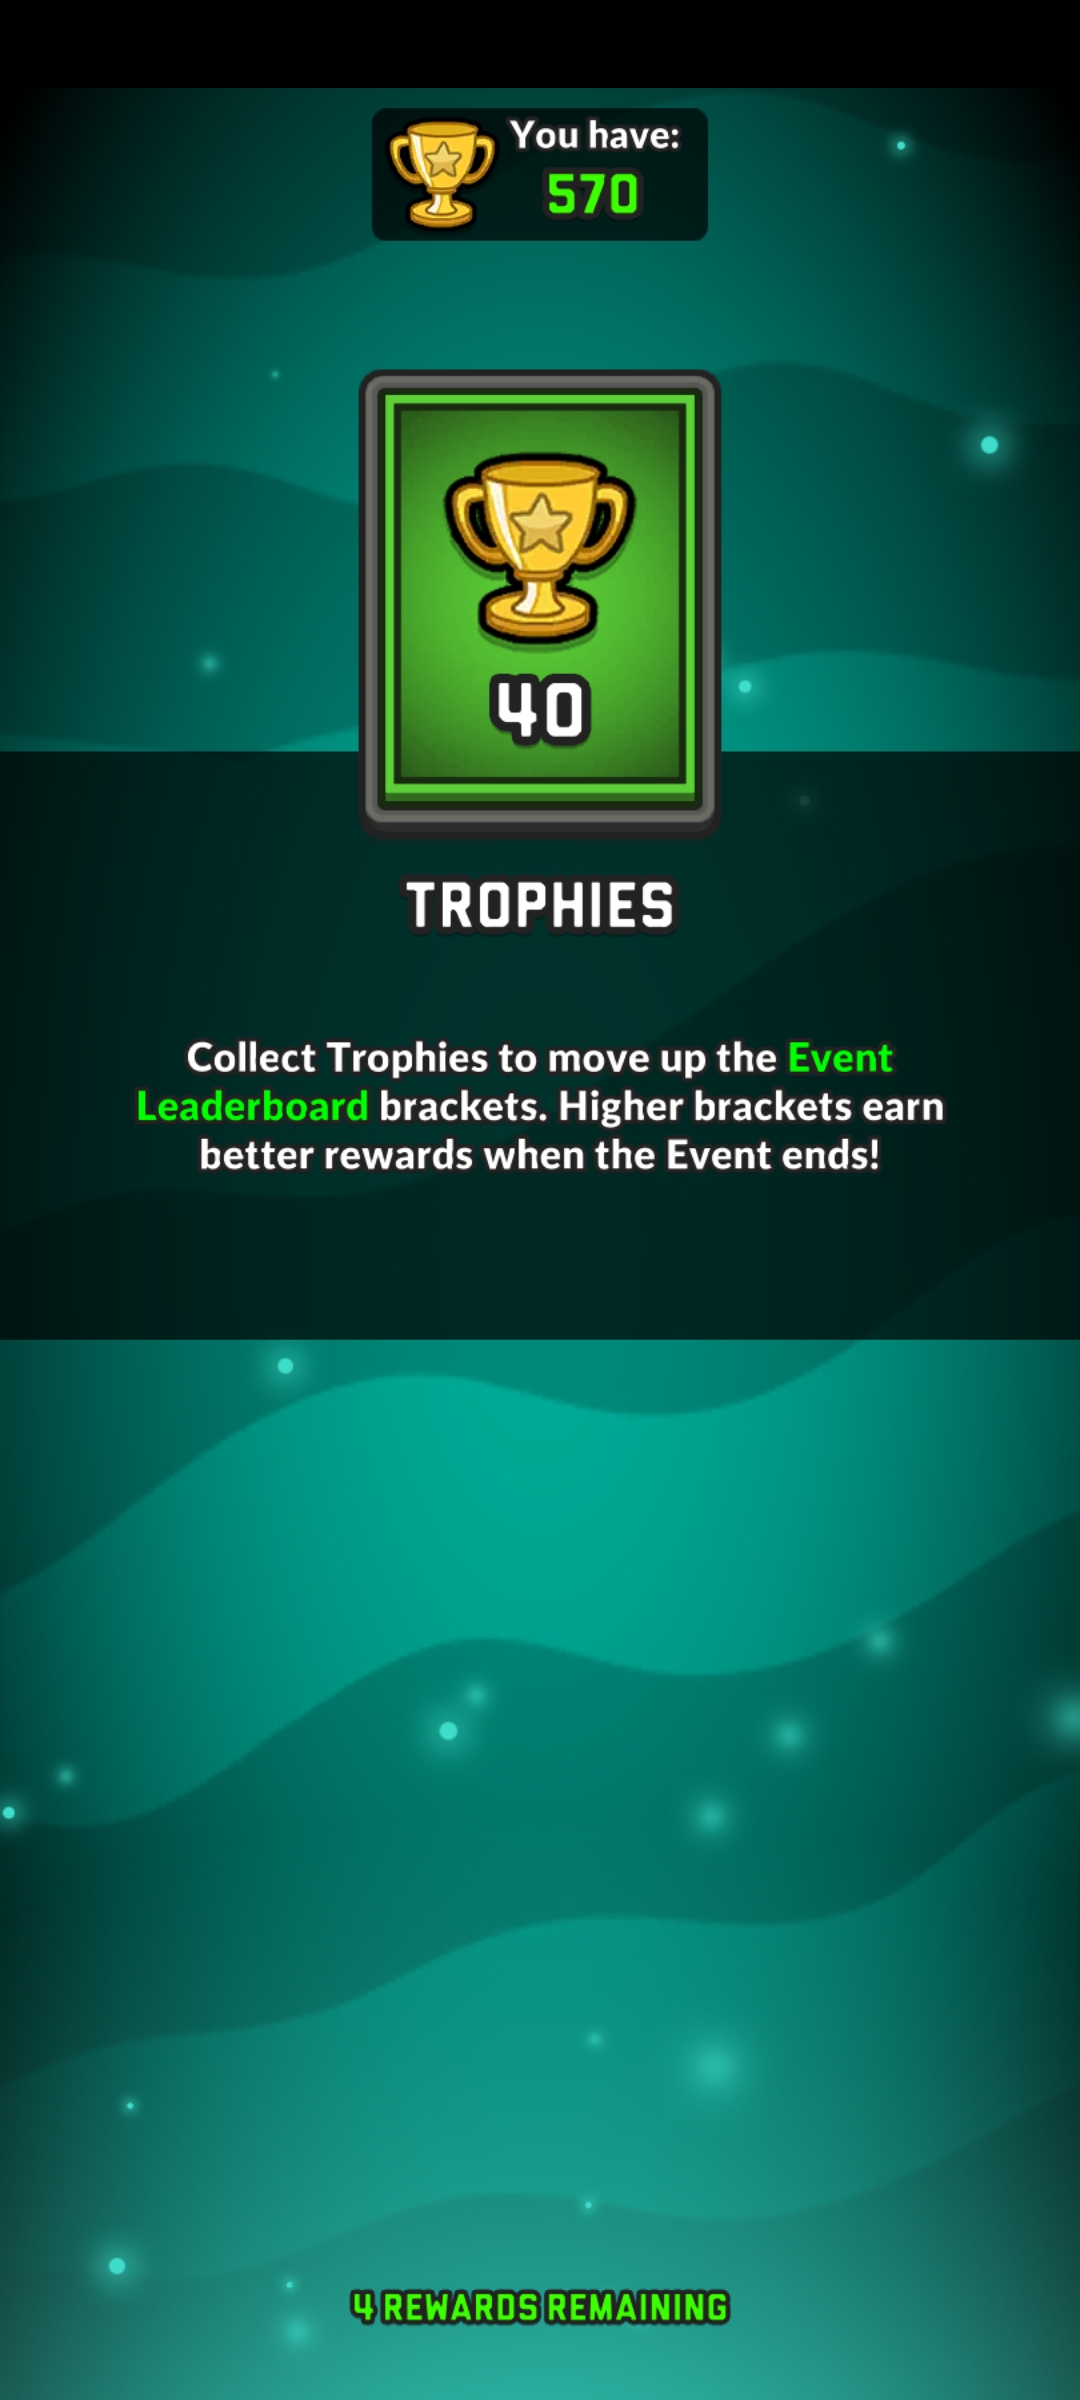 You have:
570
40
TROPHIES
Collect Trophies to move up the Event
Leaderboard brackets. Higher brackets earn
better rewards when the Event ends!
4 REWARDS REMAINING